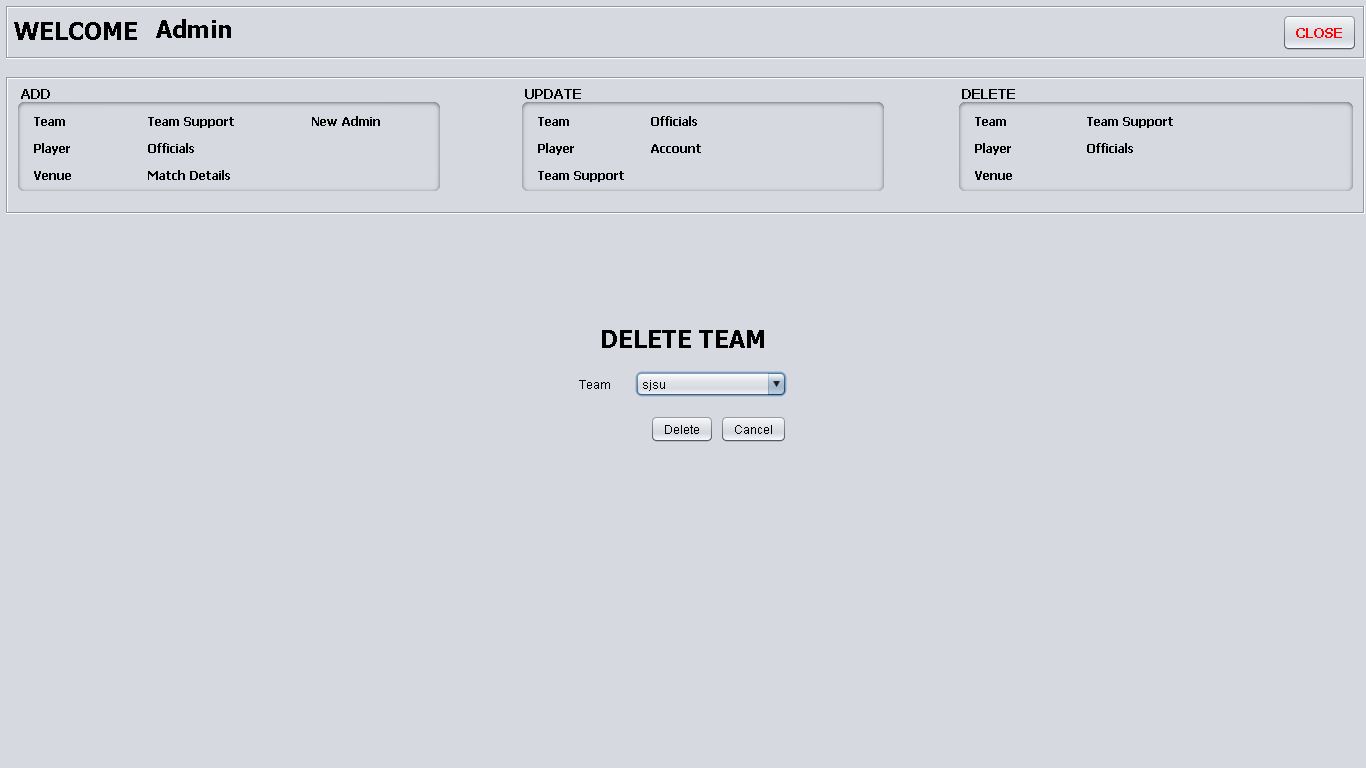 WELCOME Admin
CLOSE
ADD
Team Team Support New Admin
Player Officials
Venue Match Details
UPDATE
Team Officials
Player Account
Team Support
DELETE
Team Team Support
Player Officials
Venue
DELETE TEAM
Team sjsu
Delete Cancel